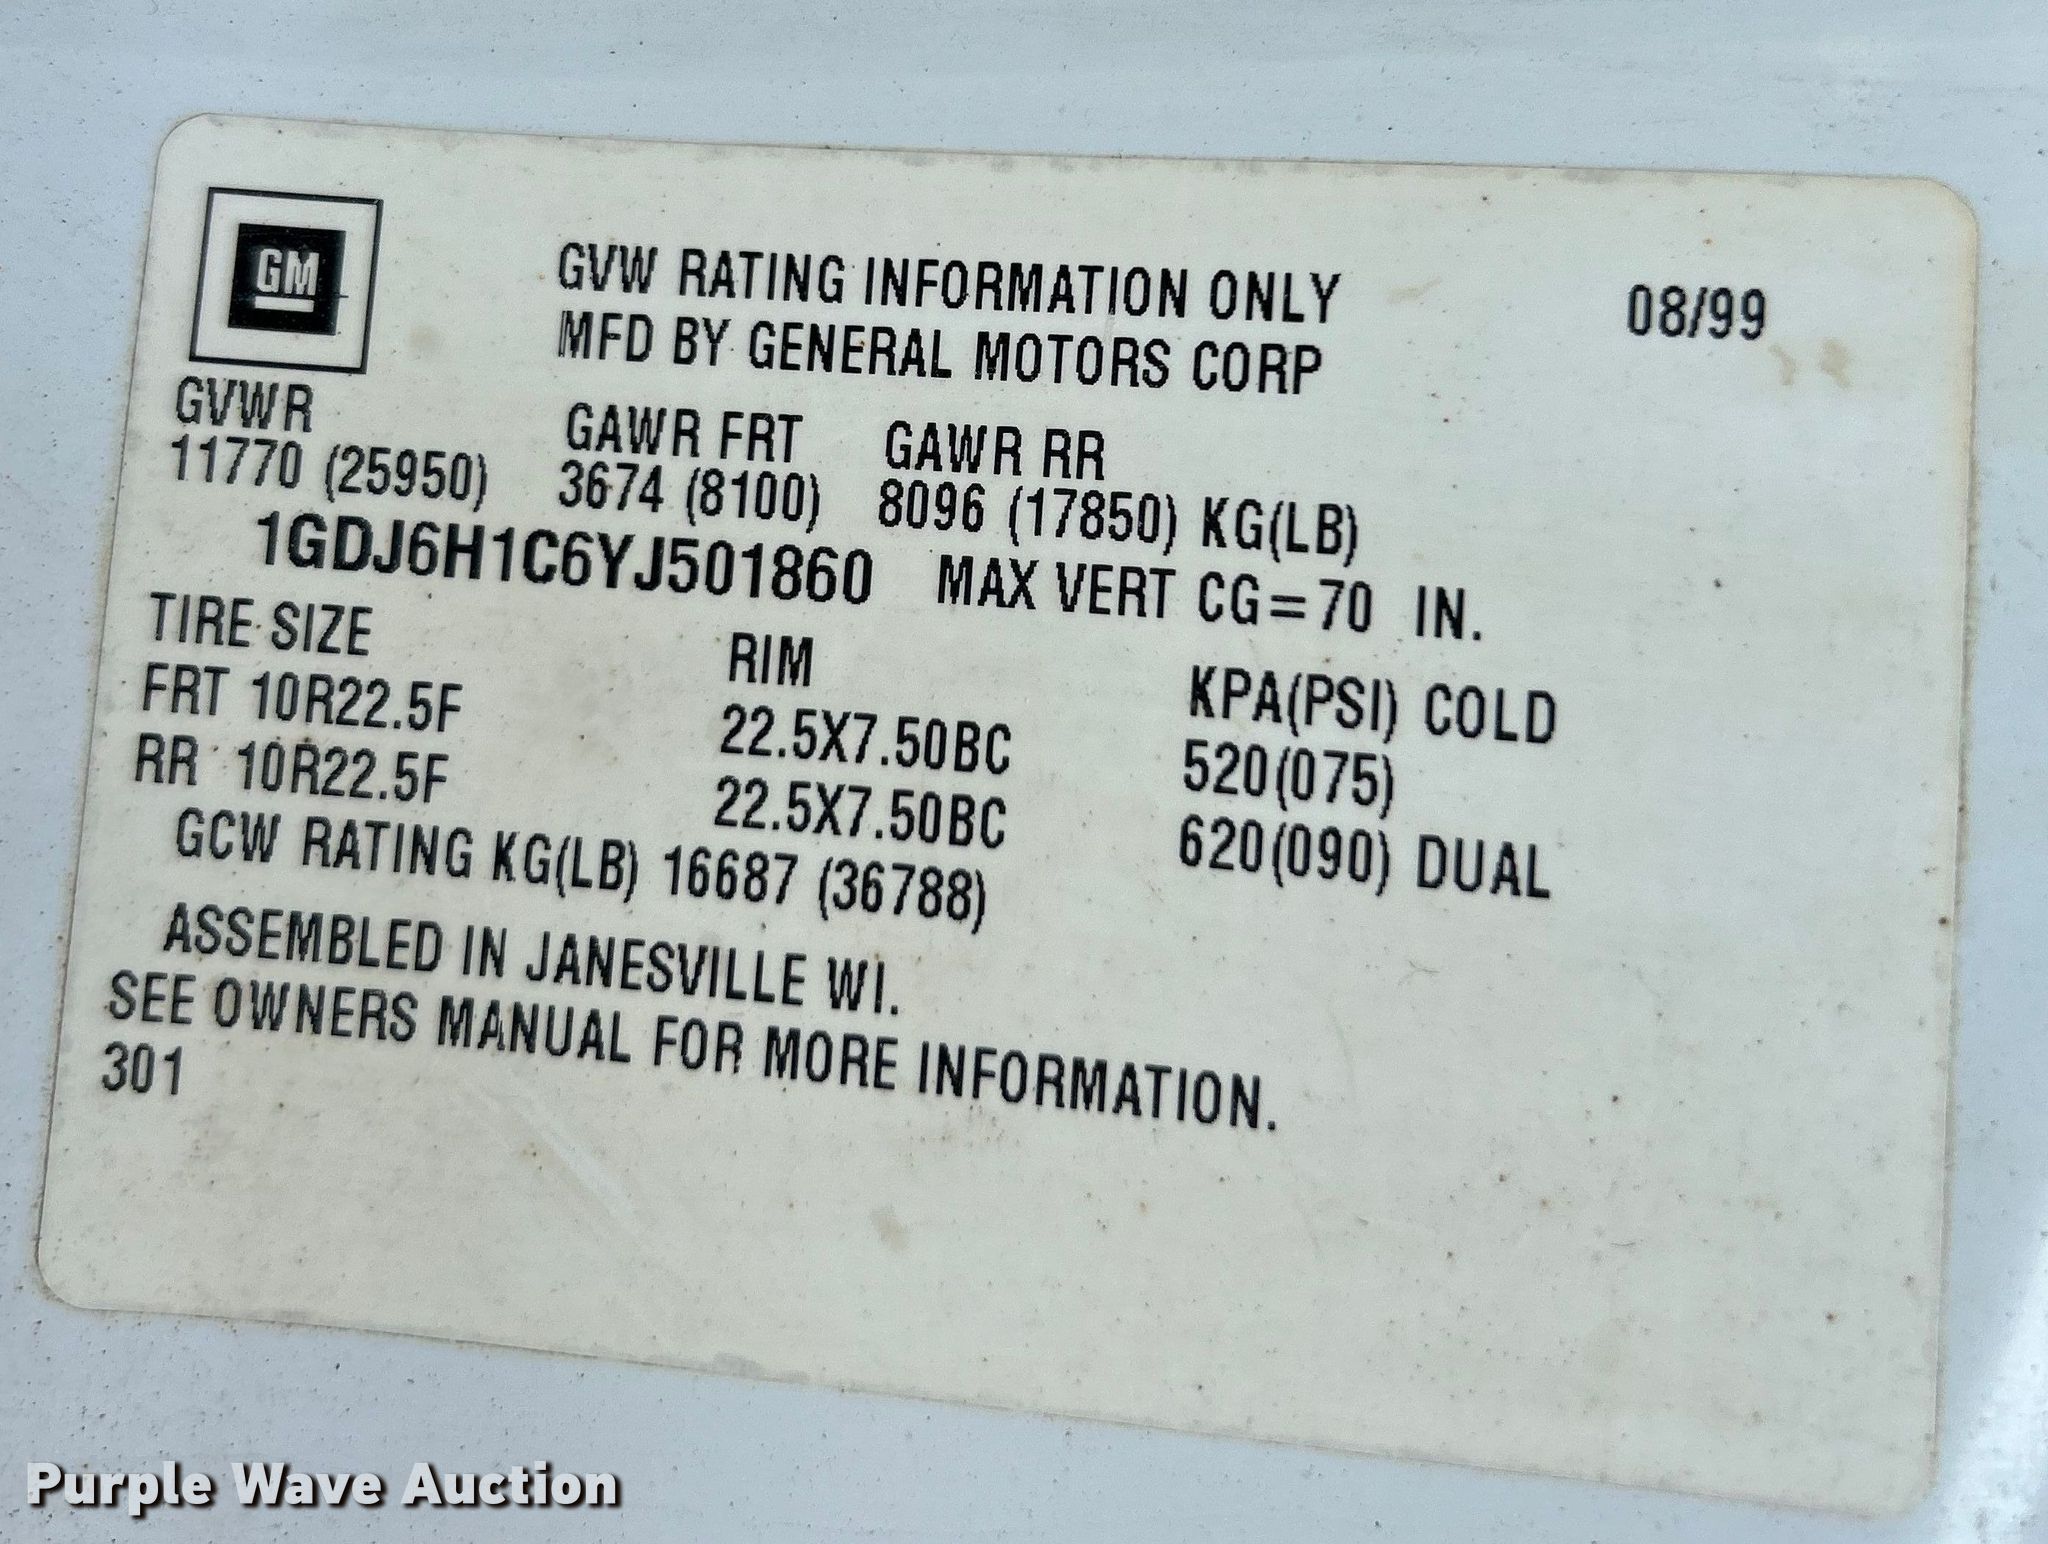 GM
GVW RATING INFORMATION ONLY 08/99
MFD BY GENERAL MOTORS CORP
GVWR GAWR FRT GAWR RR
11770 (25950) 3674 (8100) 8096 (17850) KG(LB)
1GDJ6H1C6YJ501860 MAX VERT CG=70 IN.
TIRE SIZE RIM KPA(PSI) COLD
FRT 10R22.5F 22.5X7.50BC 520(075)
RR 10R22.5F 22.5X7.50BC 620(090) DUAL
GCW RATING KG(LB) 16687 (36788)
ASSEMBLED IN JANESVILLE WI.
SEE OWNERS MANUAL FOR MORE INFORMATION.
301
Purple Wave Auction